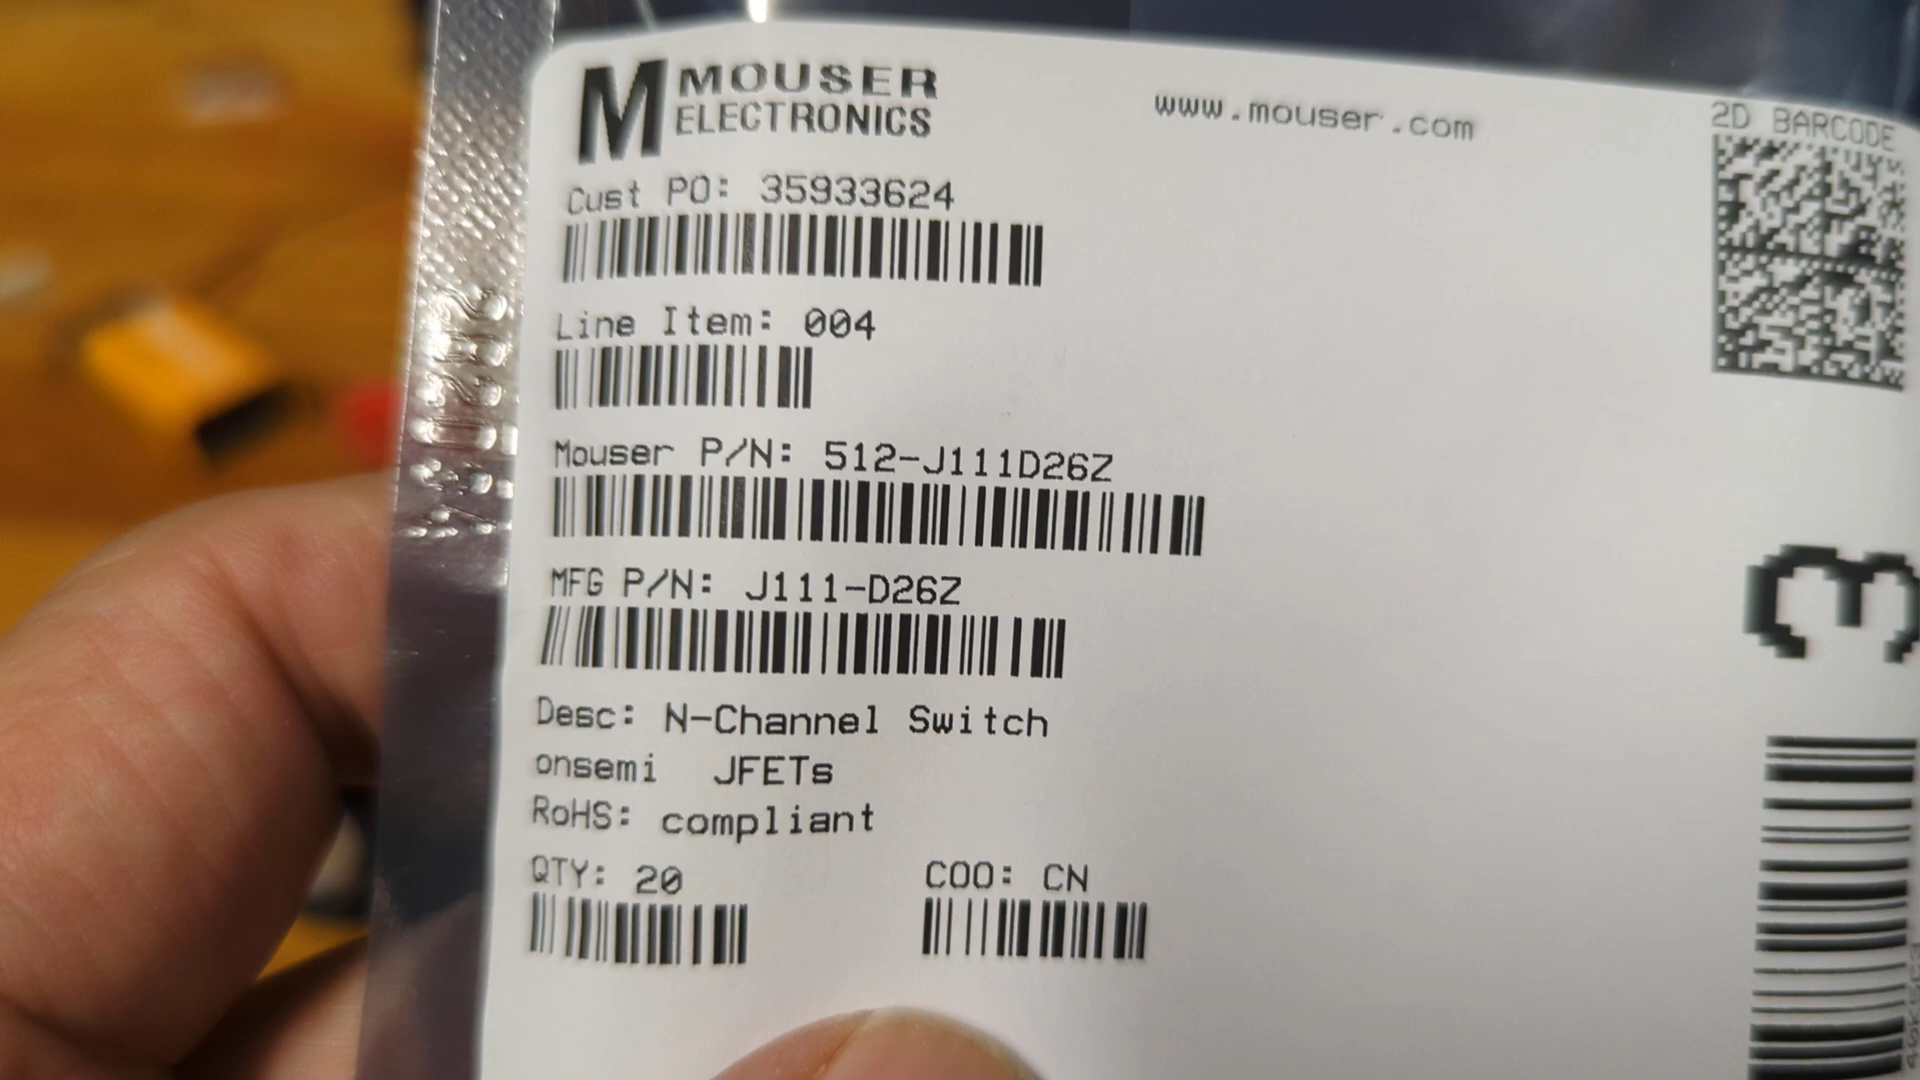 M MOUSER
ELECTRONICS
www.mouser.com
2D BARCODE
Cust PO: 35933624
Line Item: 004
Mouser P/N: 512-J111D26Z
MFG P/N: J111-D26Z
Desc: N-Channel Switch
onsemi JFETs
RoHS: compliant
QTY: 20
COO: CN
3